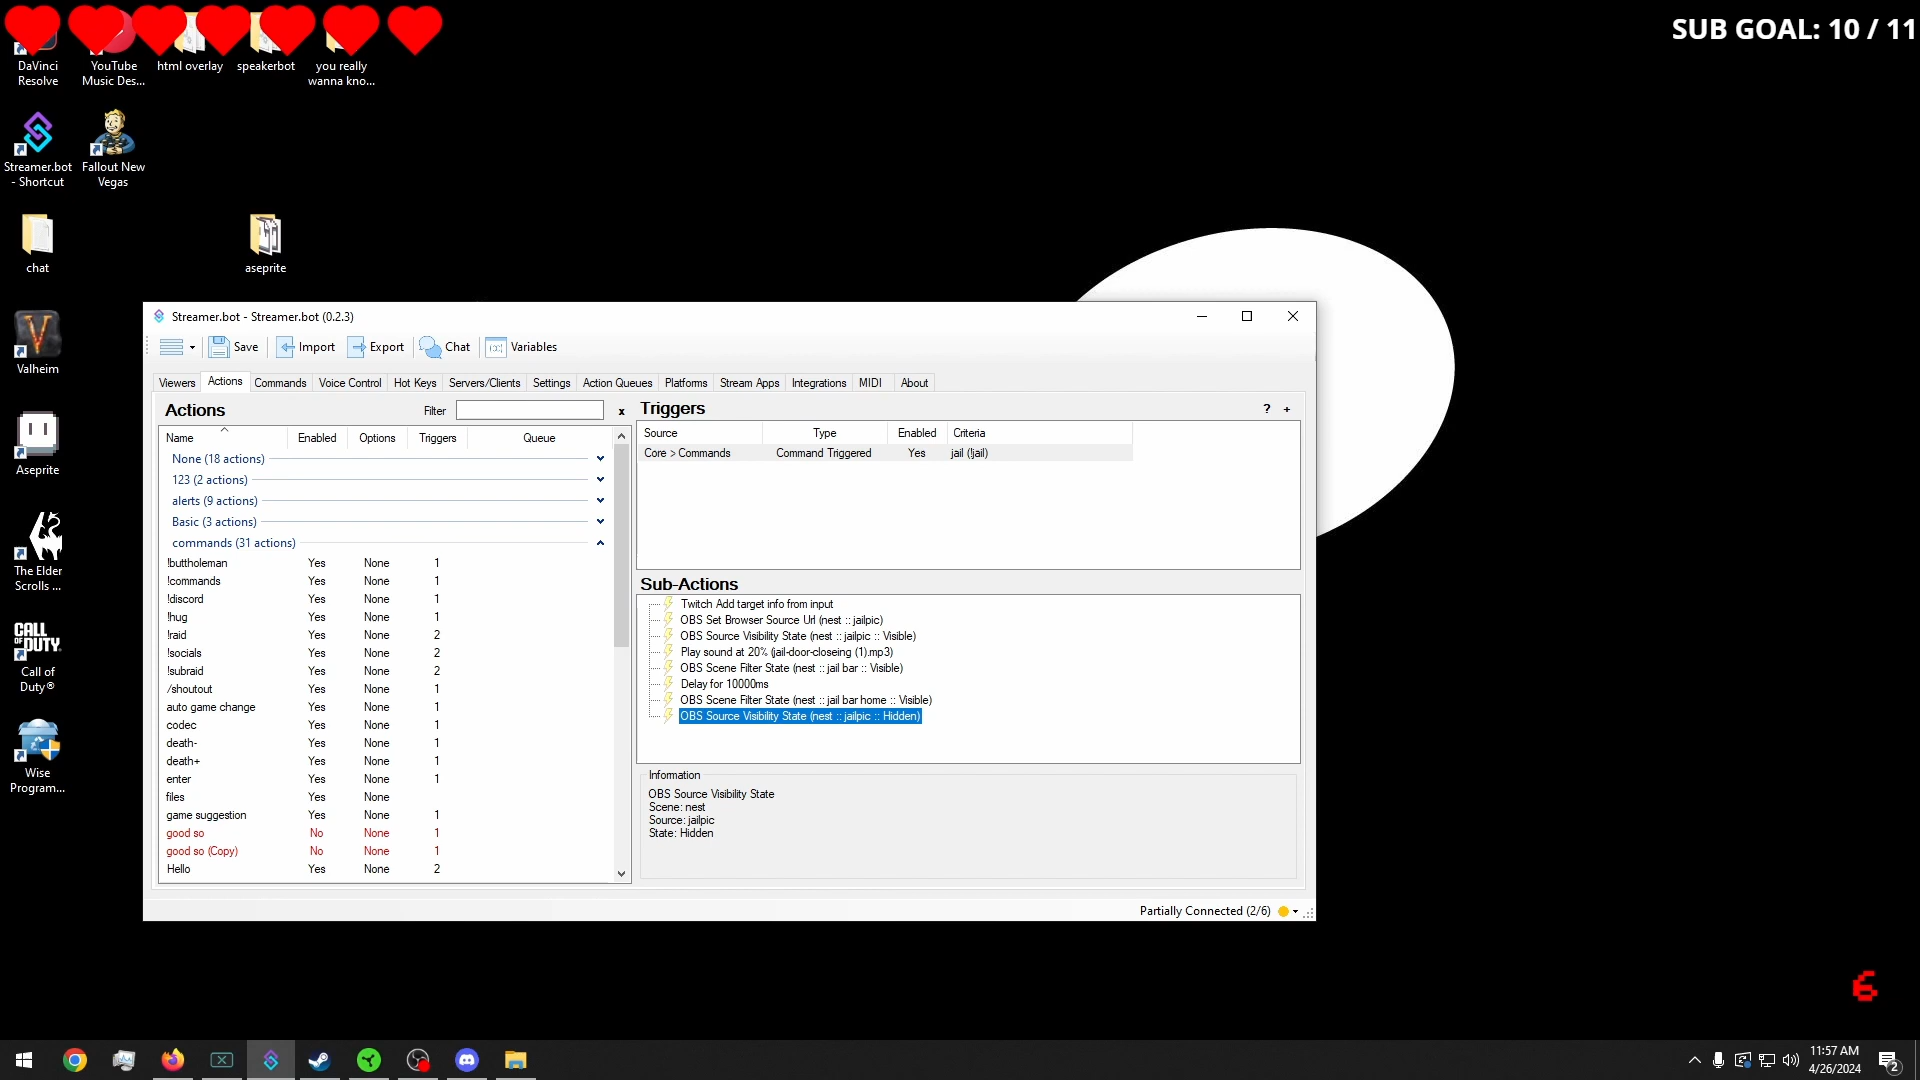 SUB GOAL: 10 / 11
DaVinci
Resolve
YouTube
Music Des...
html overlay
speakerbot
you really
wanna kno...
Streamer.bot
- Shortcut
Fallout New
Vegas
chat
aseprite
Valheim
Aseprite
The Elder
Scrolls ...
CALL
OF DUTY
Call of
Duty®
Wise
Program...
Streamer.bot - Streamer.bot (0.2.3)
Save Import Export Chat Variables
Viewers Actions Commands Voice Control Hot Keys Servers/Clients Settings Action Queues Platforms Stream Apps Integrations MIDI About
Actions Filter x
Name Enabled Options Triggers Queue
None (18 actions)
123 (2 actions)
alerts (9 actions)
Basic (3 actions)
commands (31 actions)
!buttholeman Yes None 1
!commands Yes None 1
!discord Yes None 1
!hug Yes None 1
!raid Yes None 2
!socials Yes None 2
!subraid Yes None 2
/shoutout Yes None 1
auto game change Yes None 1
codec Yes None 1
death- Yes None 1
death+ Yes None 1
enter Yes None 1
files Yes None
game suggestion Yes None 1
good so No None 1
good so (Copy) No None 1
Hello Yes None 2
Triggers ? +
Source Type Enabled Criteria
Core > Commands Command Triggered Yes jail (!jail)
Sub-Actions
Twitch Add target info from input
OBS Set Browser Source Url (nest :: jailpic)
OBS Source Visibility State (nest :: jailpic :: Visible)
Play sound at 20% (jail-door-closeing (1).mp3)
OBS Scene Filter State (nest :: jail bar :: Visible)
Delay for 10000ms
OBS Scene Filter State (nest :: jail bar home :: Visible)
OBS Source Visibility State (nest :: jailpic :: Hidden)
Information
OBS Source Visibility State
Scene: nest
Source: jailpic
State: Hidden
Partially Connected (2/6)
6
11:57 AM
4/26/2024
2